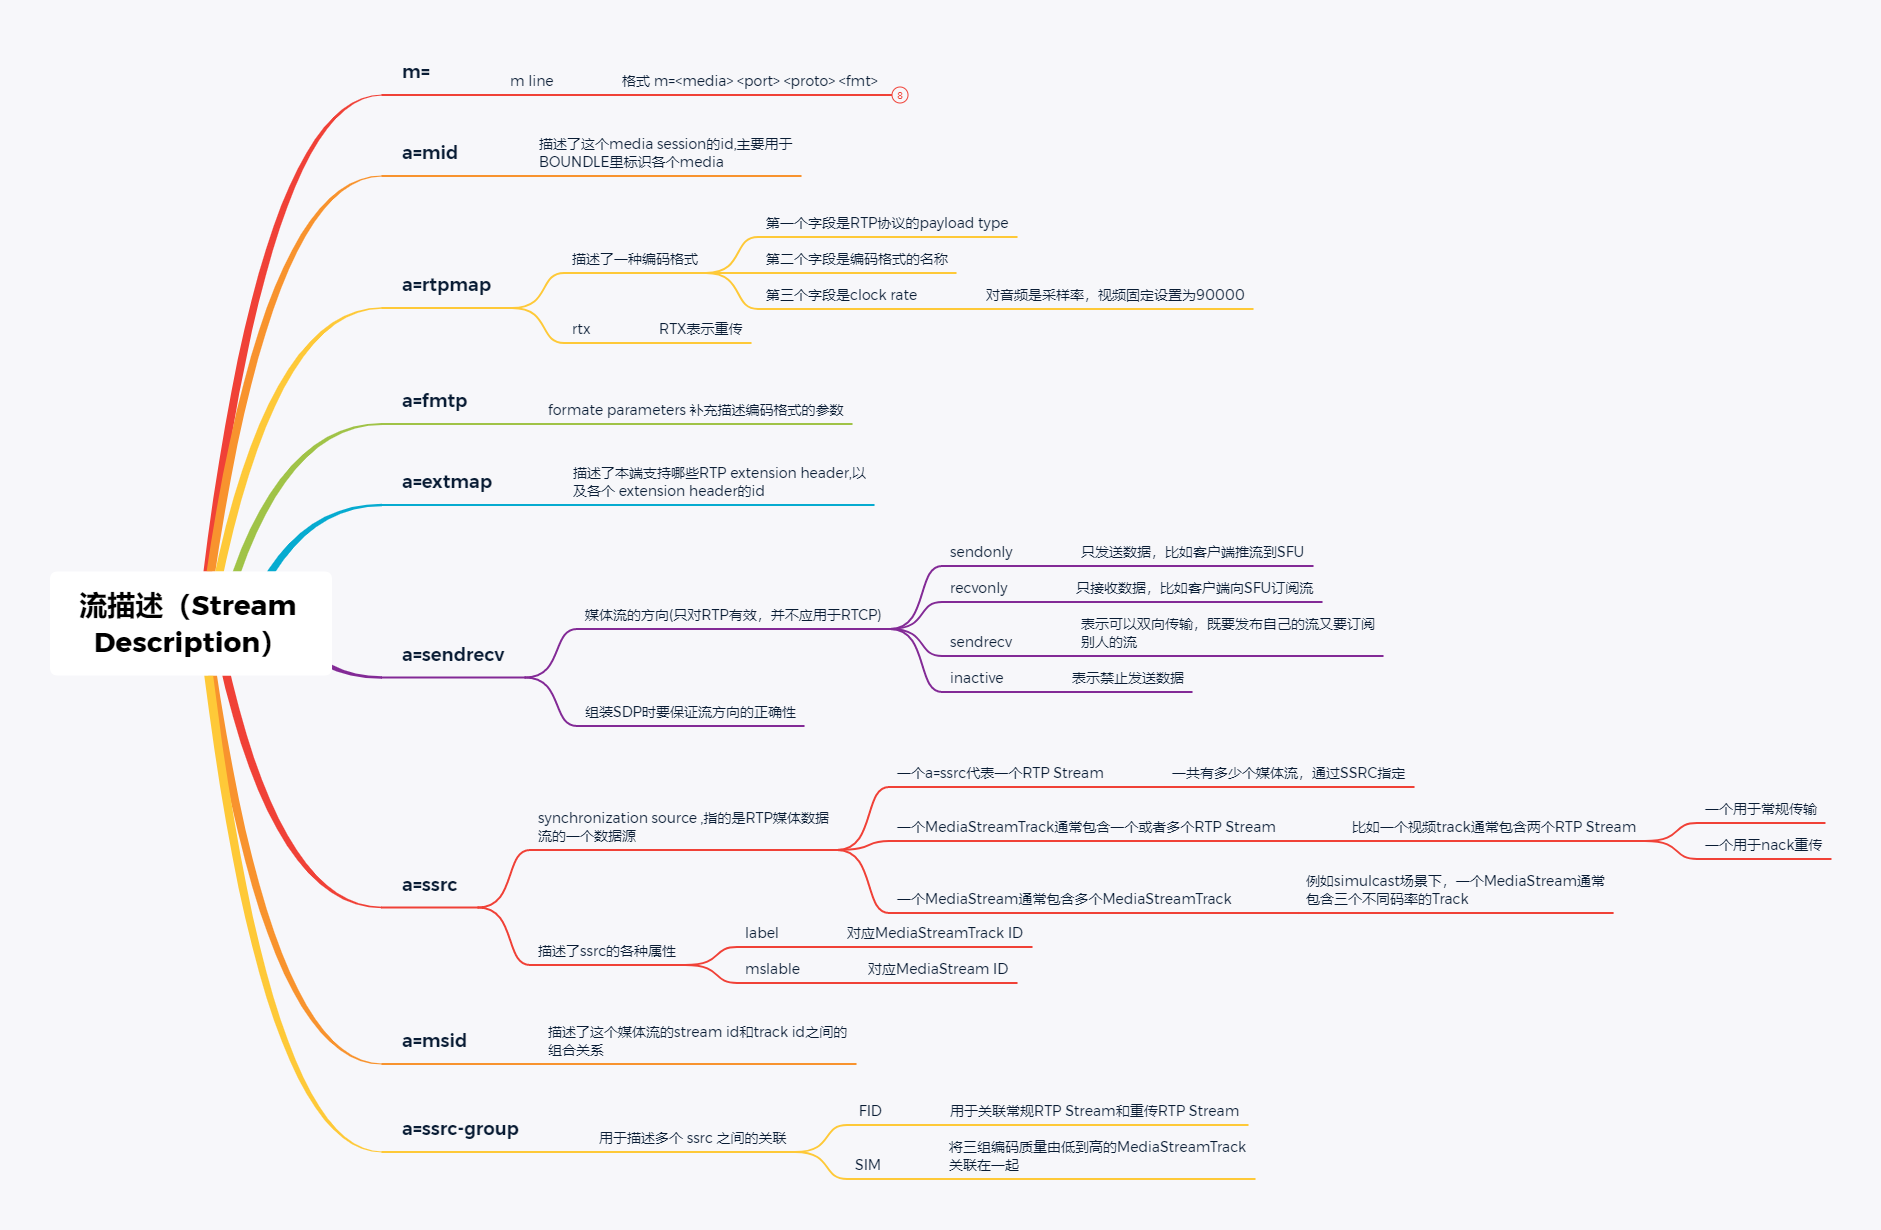 流描述（Stream
Description）
m=
m line
格式 m=<media> <port> <proto> <fmt>
8
a=mid
描述了这个media session的id,主要用于
BOUNDLE里标识各个media
a=rtpmap
描述了一种编码格式
第一个字段是RTP协议的payload type
第二个字段是编码格式的名称
第三个字段是clock rate
对音频是采样率，视频固定设置为90000
rtx
RTX表示重传
a=fmtp
formate parameters 补充描述编码格式的参数
a=extmap
描述了本端支持哪些RTP extension header,以
及各个 extension header的id
a=sendrecv
媒体流的方向(只对RTP有效，并不应用于RTCP)
sendonly
只发送数据，比如客户端推流到SFU
recvonly
只接收数据，比如客户端向SFU订阅流
sendrecv
表示可以双向传输，既要发布自己的流又要订阅
别人的流
inactive
表示禁止发送数据
组装SDP时要保证流方向的正确性
a=ssrc
synchronization source ,指的是RTP媒体数据
流的一个数据源
一个a=ssrc代表一个RTP Stream
一共有多少个媒体流，通过SSRC指定
一个MediaStreamTrack通常包含一个或者多个RTP Stream
比如一个视频track通常包含两个RTP Stream
一个用于常规传输
一个用于nack重传
一个MediaStream通常包含多个MediaStreamTrack
例如simulcast场景下，一个MediaStream通常
包含三个不同码率的Track
描述了ssrc的各种属性
label
对应MediaStreamTrack ID
mslable
对应MediaStream ID
a=msid
描述了这个媒体流的stream id和track id之间的
组合关系
a=ssrc-group
用于描述多个 ssrc 之间的关联
FID
用于关联常规RTP Stream和重传RTP Stream
SIM
将三组编码质量由低到高的MediaStreamTrack
关联在一起